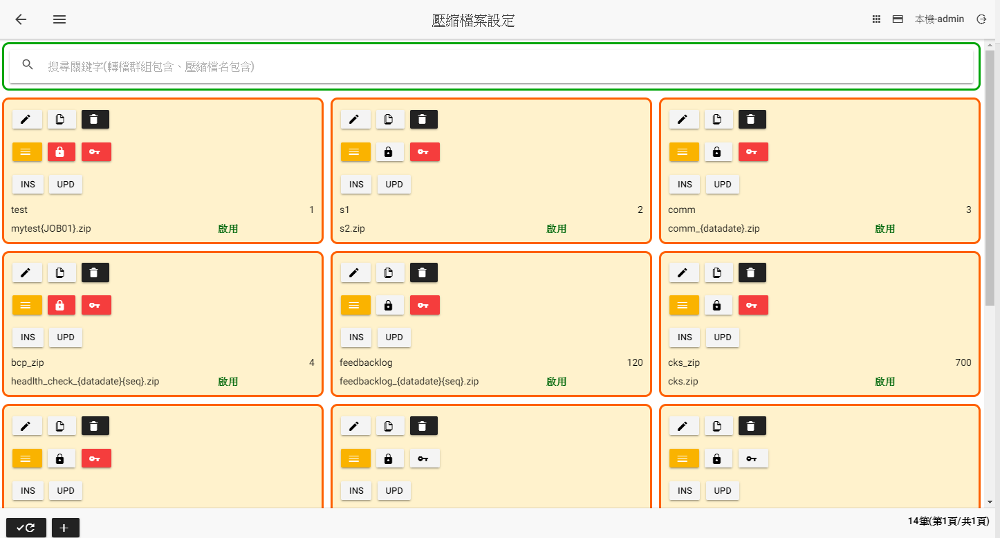 壓縮檔案設定
本機-admin
搜尋關鍵字(轉檔群組包含、壓縮檔名包含)
INS UPD
test 1
mytest{JOB01}.zip 啟用
INS UPD
s1 2
s2.zip 啟用
INS UPD
comm 3
comm_{datadate}.zip 啟用
INS UPD
bcp_zip 4
headlth_check_{datadate}{seq}.zip 啟用
INS UPD
feedbacklog 120
feedbacklog_{datadate}{seq}.zip 啟用
INS UPD
cks_zip 700
cks.zip 啟用
INS UPD
INS UPD
INS UPD
14筆(第1頁/共1頁)